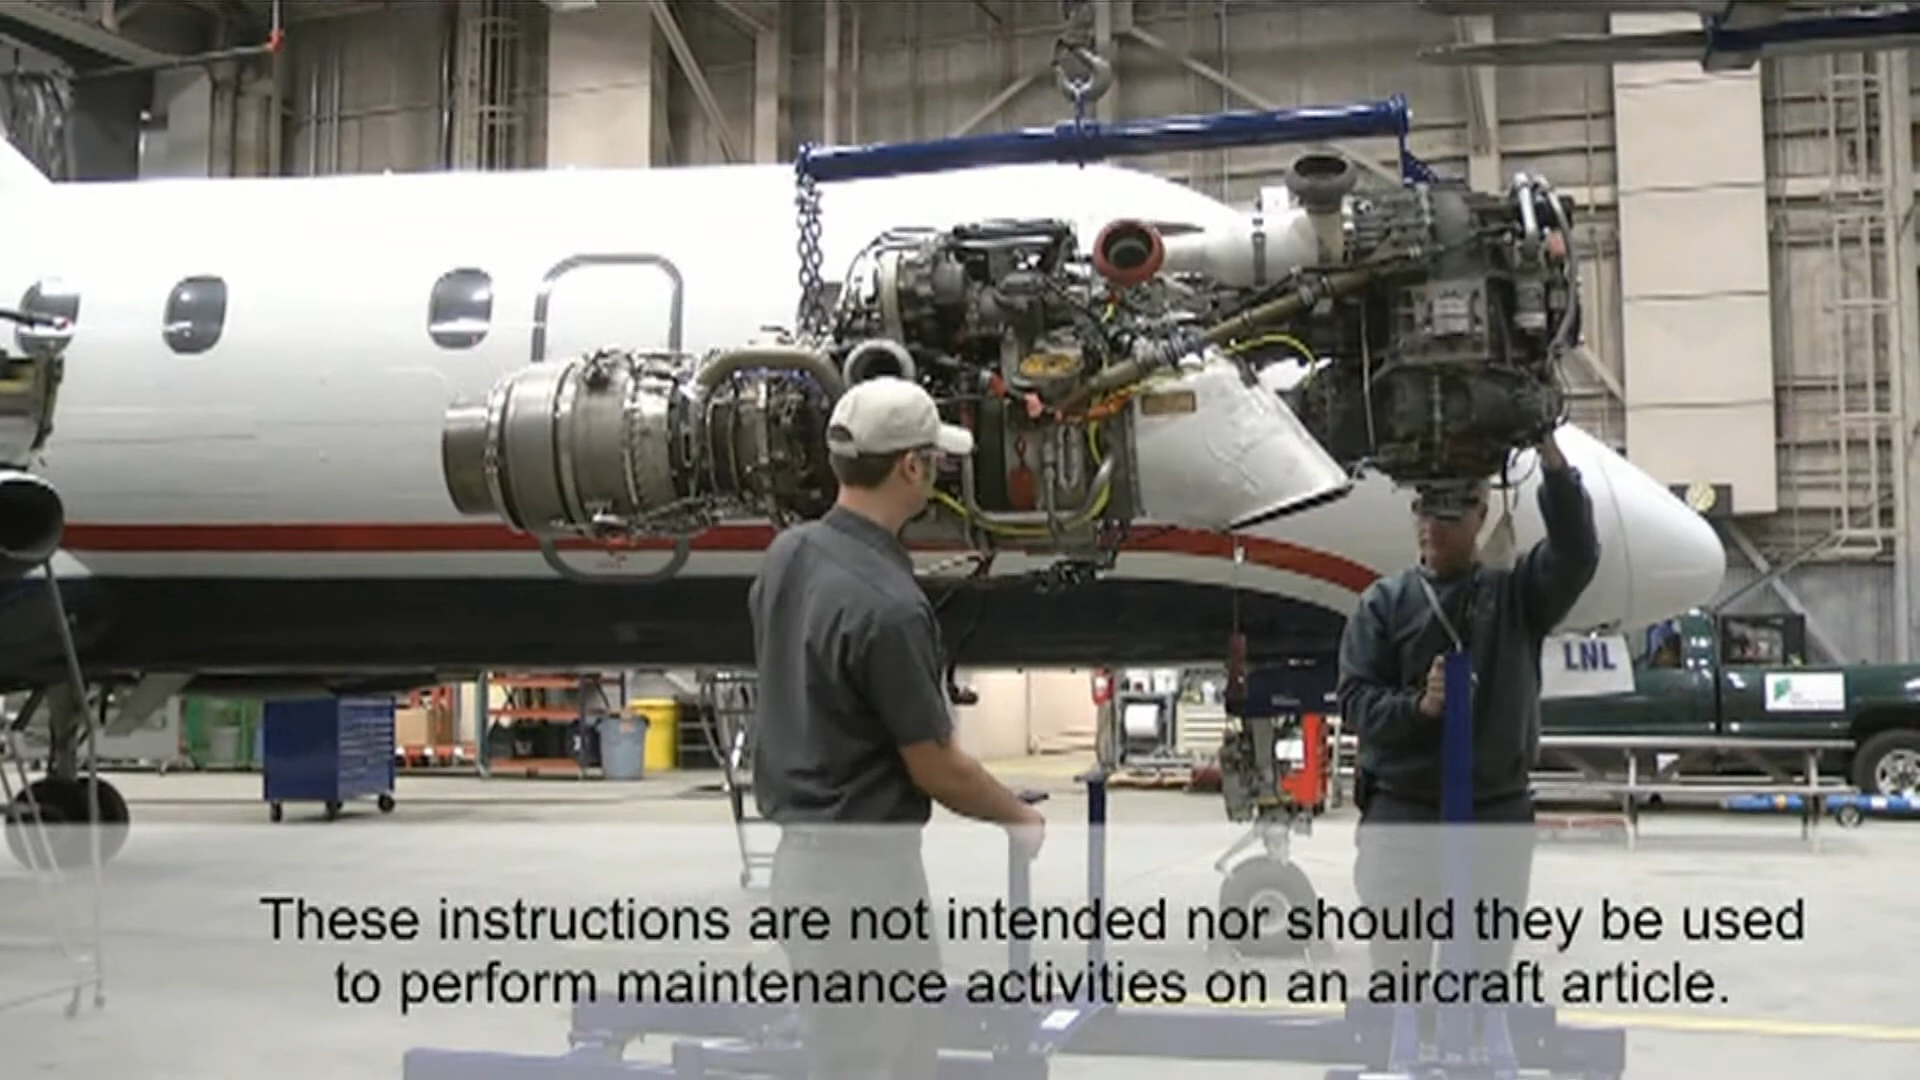 LNL
These instructions are not intended nor should they be used
to perform maintenance activities on an aircraft article.